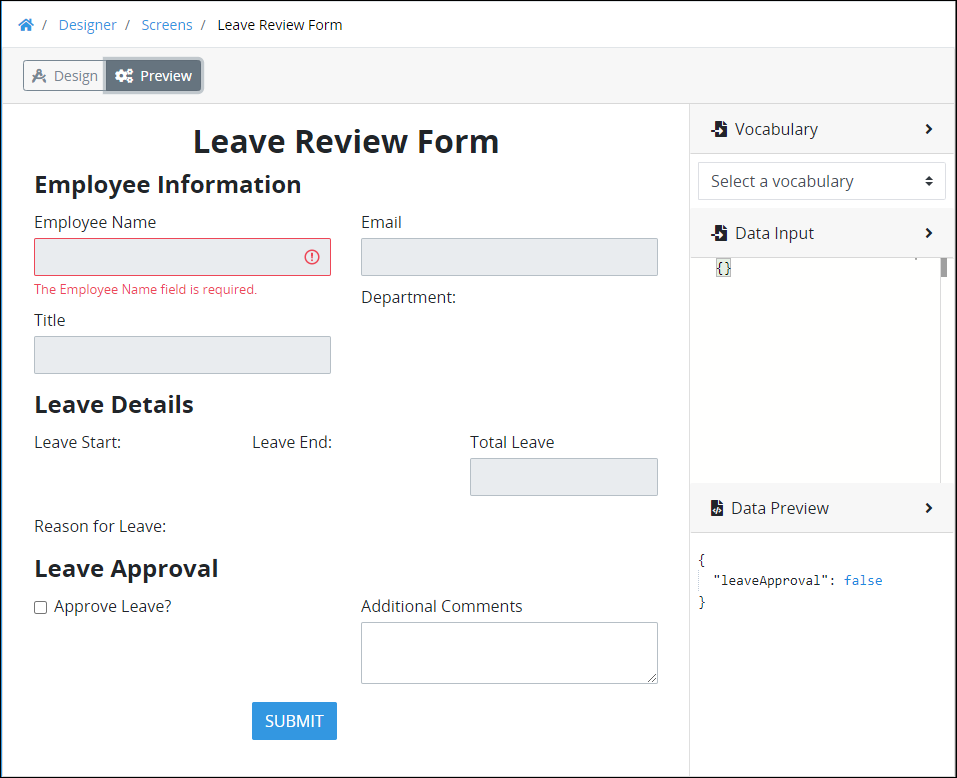 / Designer / Screens / Leave Review Form
Design Preview
Leave Review Form
Employee Information
Employee Name Email
The Employee Name field is required.
Department:
Title
Leave Details
Leave Start: Leave End: Total Leave
Reason for Leave:
Leave Approval
Approve Leave? Additional Comments
SUBMIT
Vocabulary
Select a vocabulary
Data Input
{}
Data Preview
{
"leaveApproval": false
}